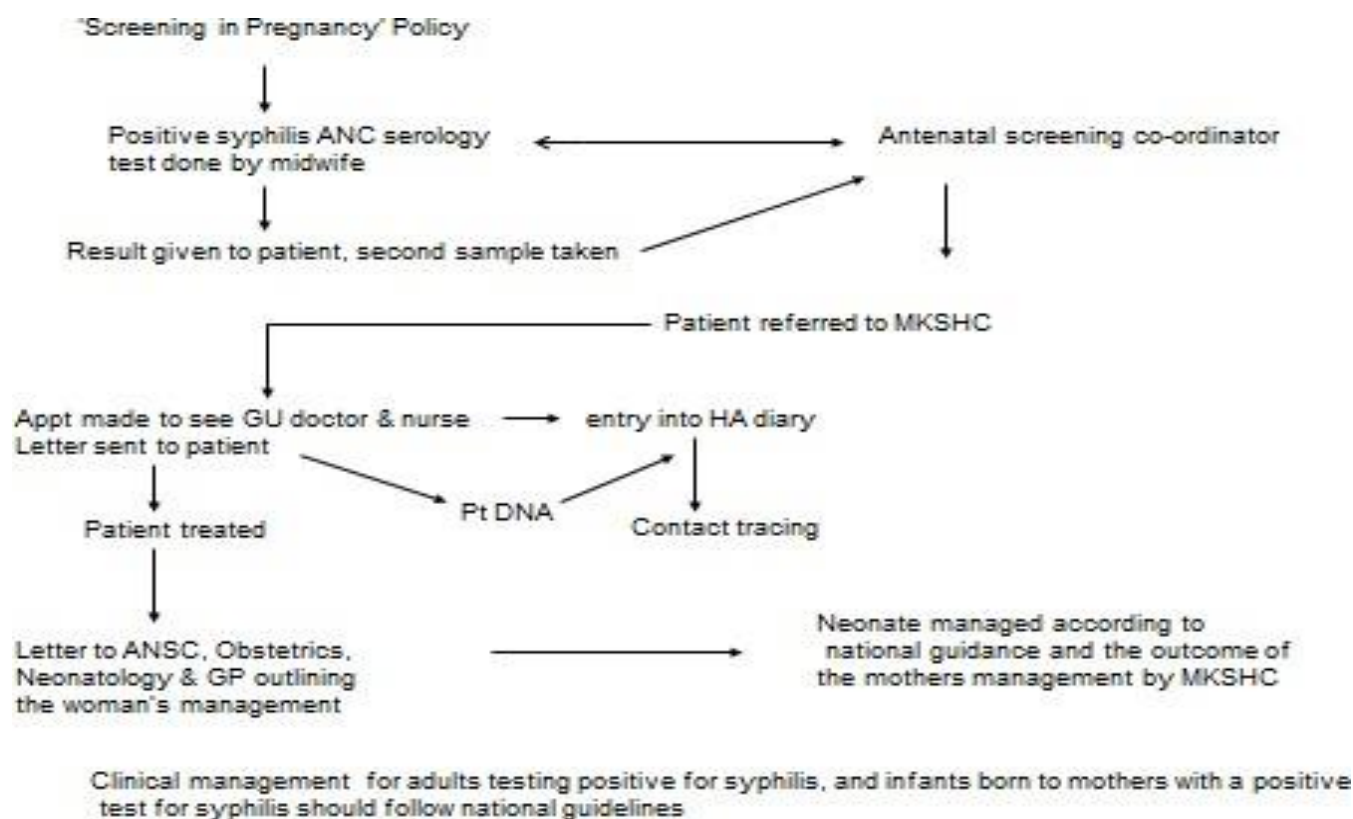 'Screening in Pregnancy' Policy
Positive syphilis ANC serology
test done by midwife
Antenatal screening co-ordinator
Result given to patient, second sample taken
Patient referred to MKSHC
Appt made to see GU doctor & nurse
Letter sent to patient
entry into HA diary
Pt DNA
Patient treated
Contact tracing
Letter to ANSC, Obstetrics,
Neonatology & GP outlining
the woman's management
Neonate managed according to
national guidance and the outcome of
the mothers management by MKSHC
Clinical management for adults testing positive for syphilis, and infants born to mothers with a positive
test for syphilis should follow national guidelines